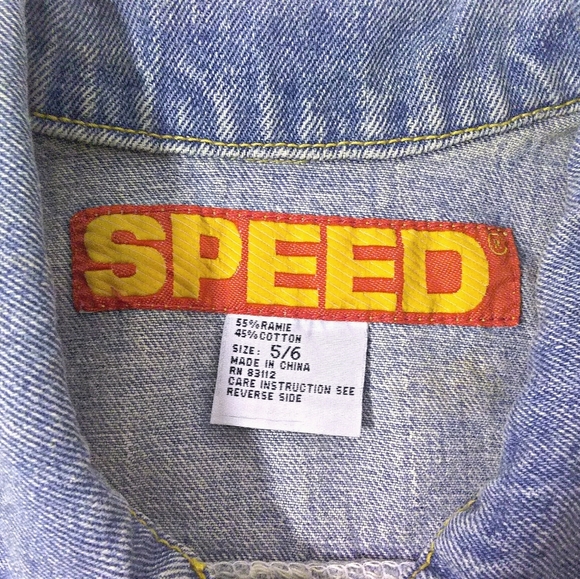 SPEED®
55% RAMIE
45% COTTON
SIZE: 5/6
MADE IN CHINA
RN 83112
CARE INSTRUCTION SEE
REVERSE SIDE